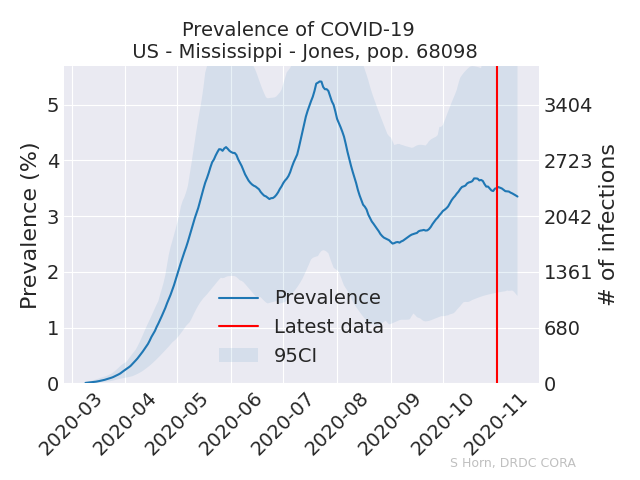 Prevalence of COVID-19
US - Mississippi - Jones, pop. 68098
Prevalence (%)
5
4
3
2
1
0
3404
2723
2042
1361
680
0
# of infections
Prevalence
Latest data
95CI
2020-03
2020-04
2020-05
2020-06
2020-07
2020-08
2020-09
2020-10
2020-11
S Horn, DRDC CORA